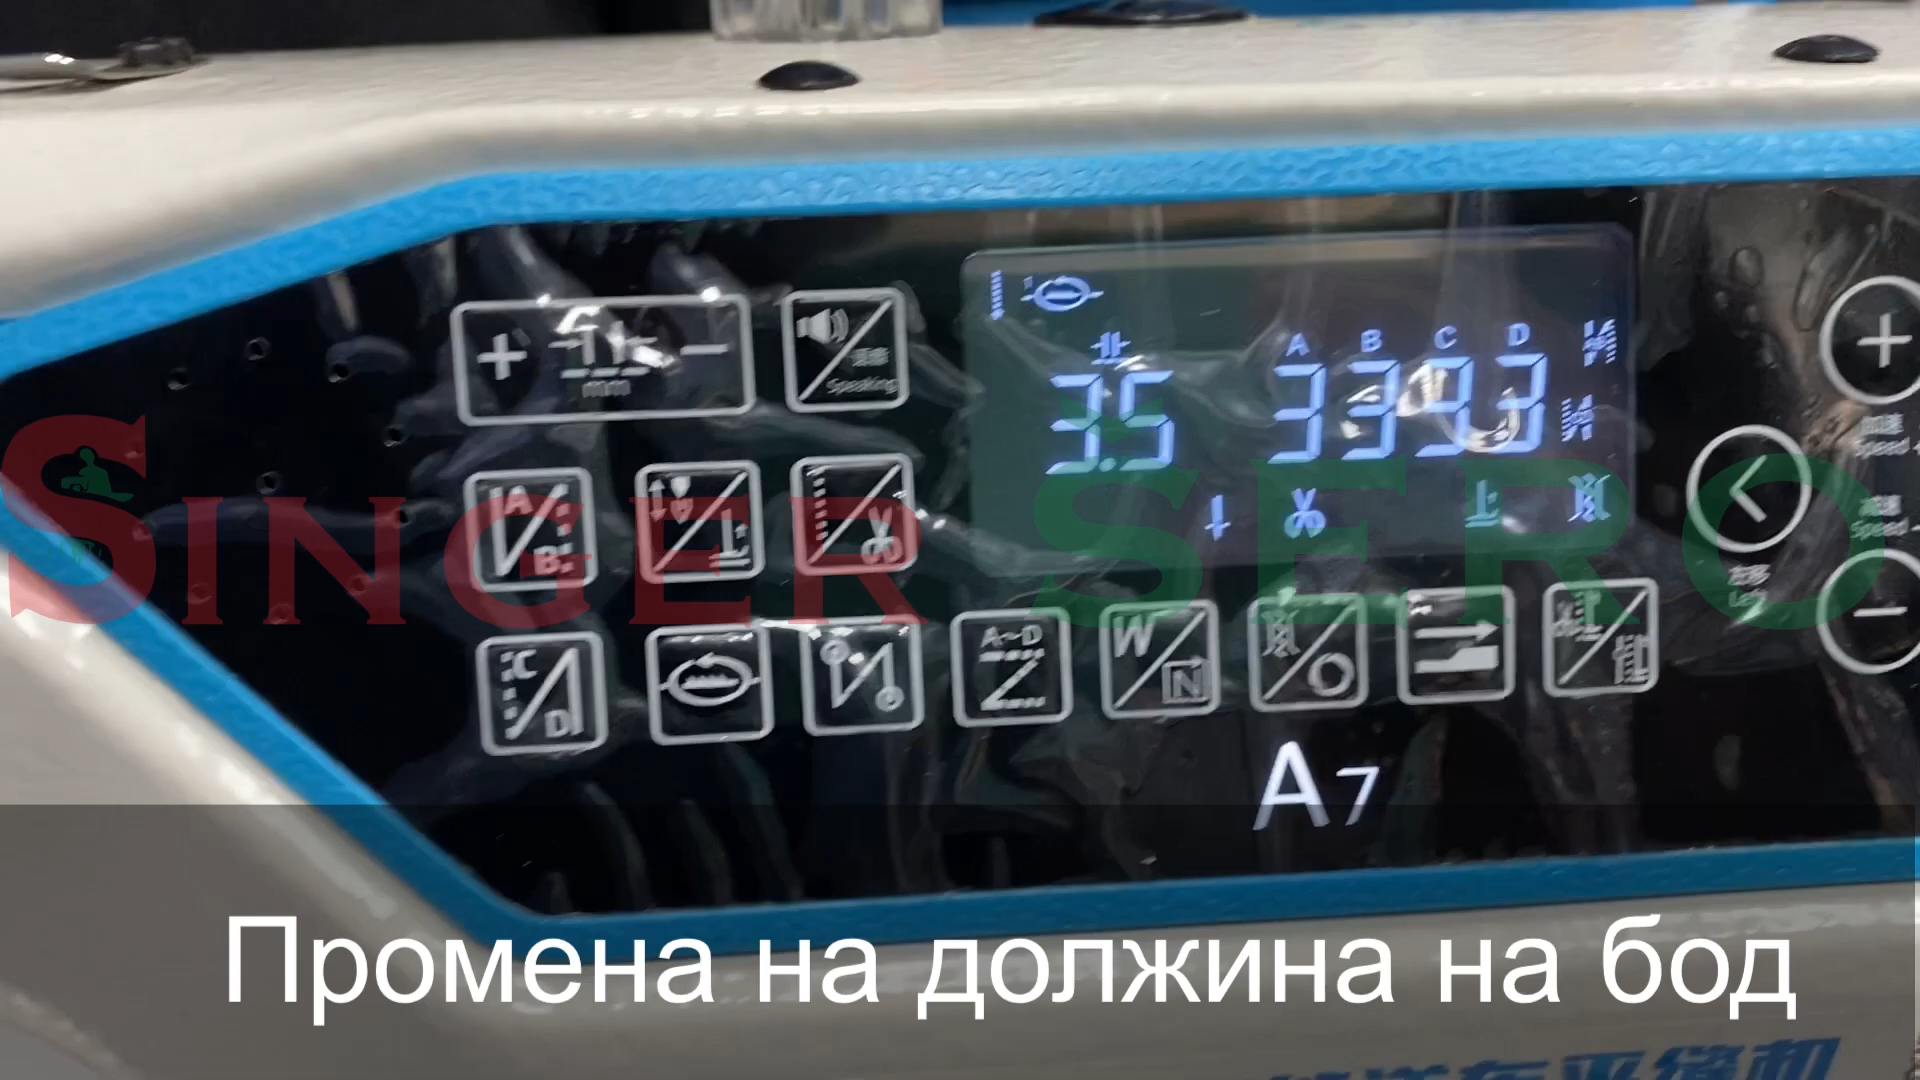 + mm −
Speaking
A B C D
3.5 3393
A
B
SINGER SERO
Speed +
Speed -
C
D
A~D
W
N
A7
Промена на должина на бод